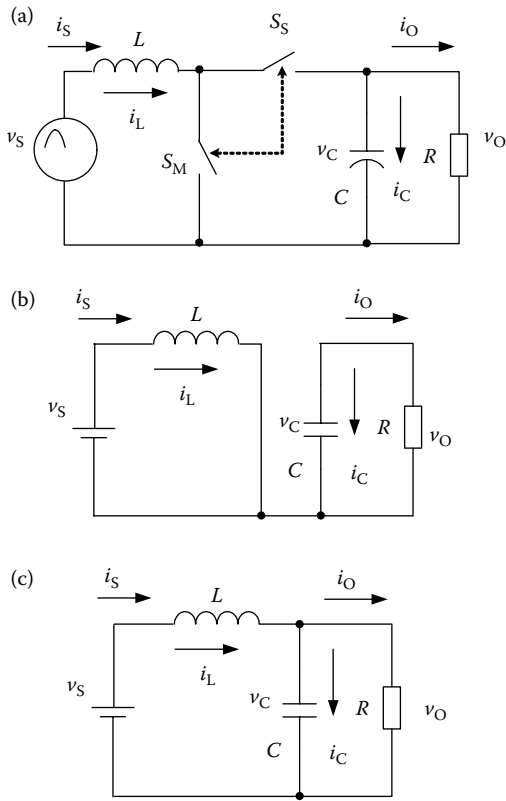 (a)
i_S L S_S i_O
i_L
v_S S_M v_C R v_O
C i_C
(b)
i_S L i_O
i_L
v_S v_C R v_O
C i_C
(c)
i_S L i_O
i_L
v_S v_C R v_O
C i_C